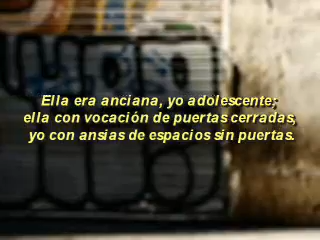 Ella era anciana, yo adolescente;
ella con vocación de puertas cerradas,
yo con ansias de espacios sin puertas.